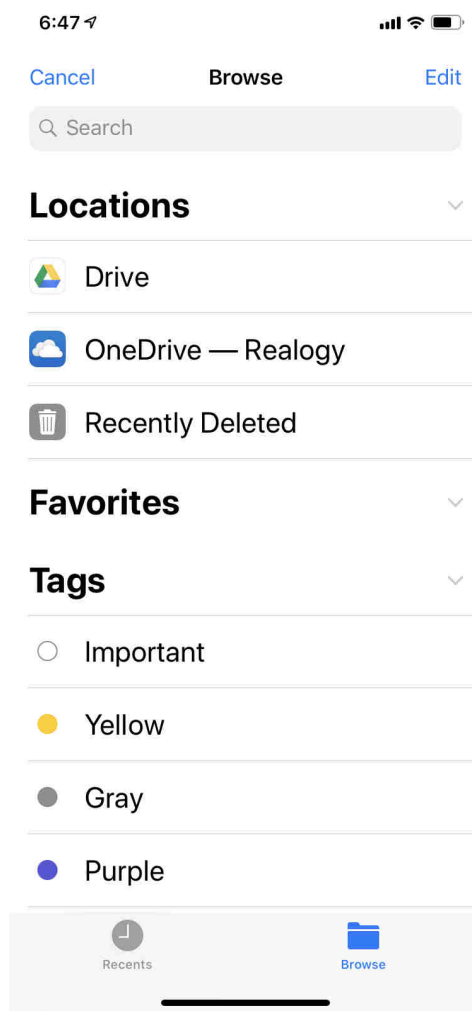 6:47
Cancel Browse Edit
Search
Locations
Drive
OneDrive — Realogy
Recently Deleted
Favorites
Tags
Important
Yellow
Gray
Purple
Recents Browse